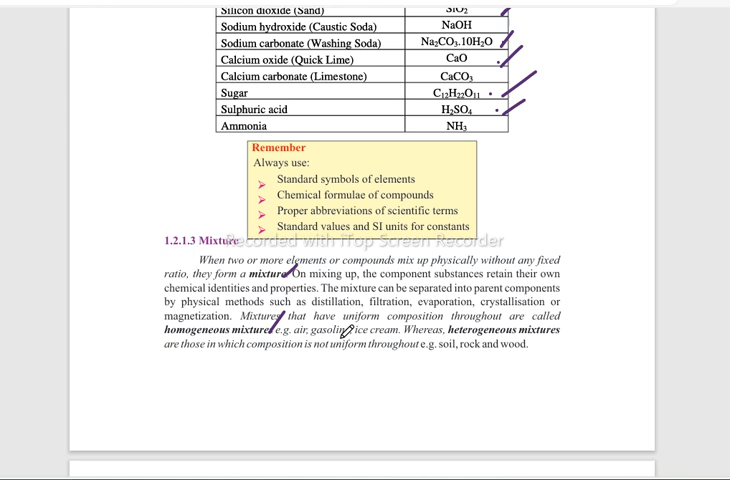 Silicon dioxide (Sand) SiO₂
Sodium hydroxide (Caustic Soda) NaOH
Sodium carbonate (Washing Soda) Na₂CO₃.10H₂O
Calcium oxide (Quick Lime) CaO
Calcium carbonate (Limestone) CaCO₃
Sugar C₁₂H₂₂O₁₁
Sulphuric acid H₂SO₄
Ammonia NH₃
Remember
Always use:
Standard symbols of elements
Chemical formulae of compounds
Proper abbreviations of scientific terms
Standard values and SI units for constants
1.2.1.3 Mixture
Recorded with iTop Screen Recorder
When two or more elements or compounds mix up physically without any fixed
ratio, they form a mixture. On mixing up, the component substances retain their own
chemical identities and properties. The mixture can be separated into parent components
by physical methods such as distillation, filtration, evaporation, crystallisation or
magnetization. Mixtures that have uniform composition throughout are called
homogeneous mixtures e.g. air, gasoline, ice cream. Whereas, heterogeneous mixtures
are those in which composition is not uniform throughout e.g. soil, rock and wood.